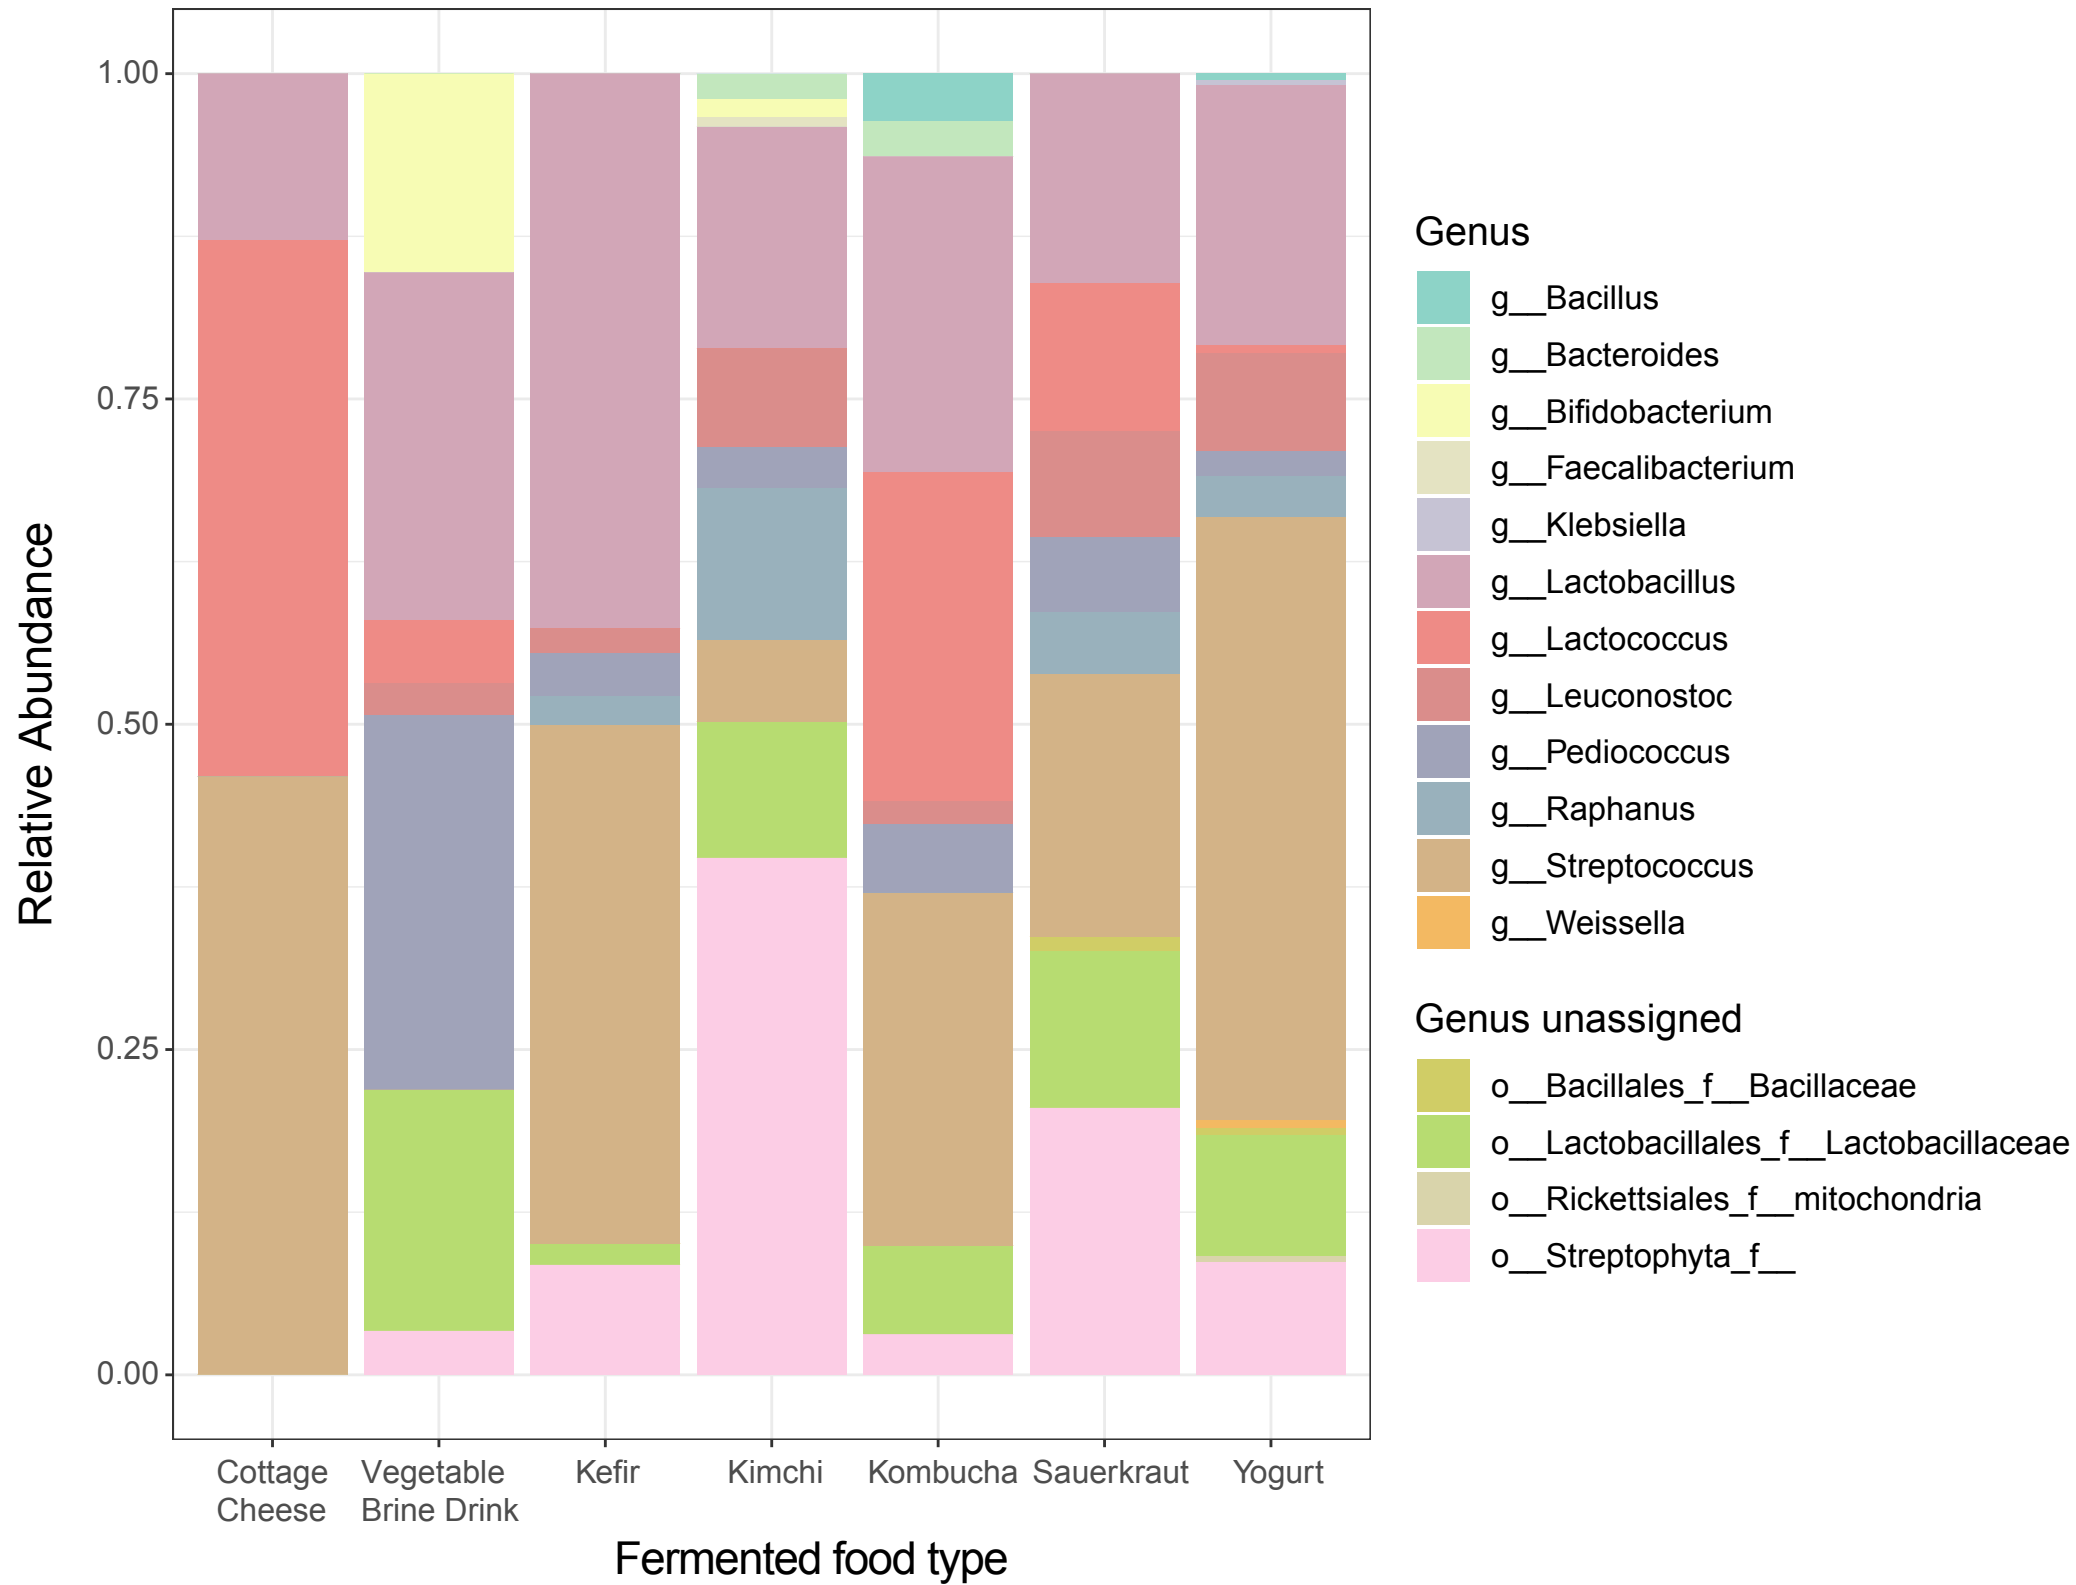 Relative Abundance
1.00
0.75
0.50
0.25
0.00
Cottage
Cheese
Vegetable
Brine Drink
Kefir
Kimchi
Kombucha
Sauerkraut
Yogurt
Fermented food type
Genus
g__Bacillus
g__Bacteroides
g__Bifidobacterium
g__Faecalibacterium
g__Klebsiella
g__Lactobacillus
g__Lactococcus
g__Leuconostoc
g__Pediococcus
g__Raphanus
g__Streptococcus
g__Weissella
Genus unassigned
o__Bacillales_f__Bacillaceae
o__Lactobacillales_f__Lactobacillaceae
o__Rickettsiales_f__mitochondria
o__Streptophyta_f__